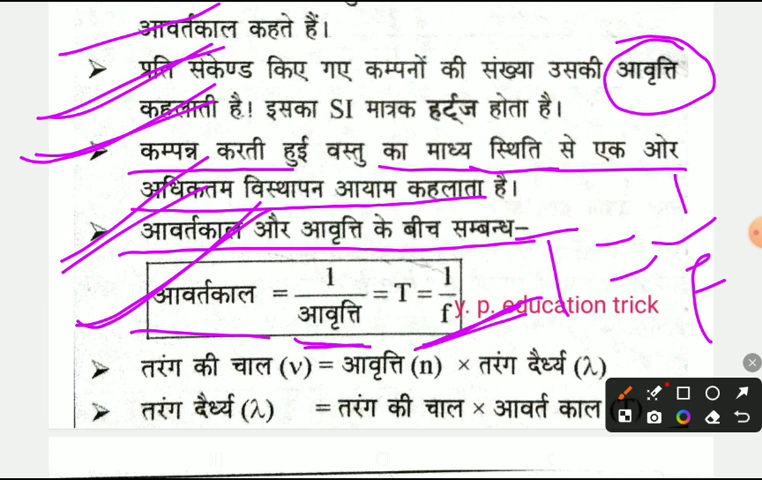 आवर्तकाल कहते हैं।
➤ प्रति सेकेण्ड किए गए कम्पनों की संख्या उसकी आवृत्ति
कहलाती है! इसका SI मात्रक हर्ट्ज होता है।
➤ कम्पन्न करती हुई वस्तु का माध्य स्थिति से एक ओर
अधिकतम विस्थापन आयाम कहलाता है।
➤ आवर्तकाल और आवृत्ति के बीच सम्बन्ध–
आवर्तकाल = 1/आवृत्ति = T = 1/f
y. p. education trick
➤ तरंग की चाल (v) = आवृत्ति (n) × तरंग दैर्ध्य (λ)
➤ तरंग दैर्ध्य (λ) = तरंग की चाल × आवर्त काल